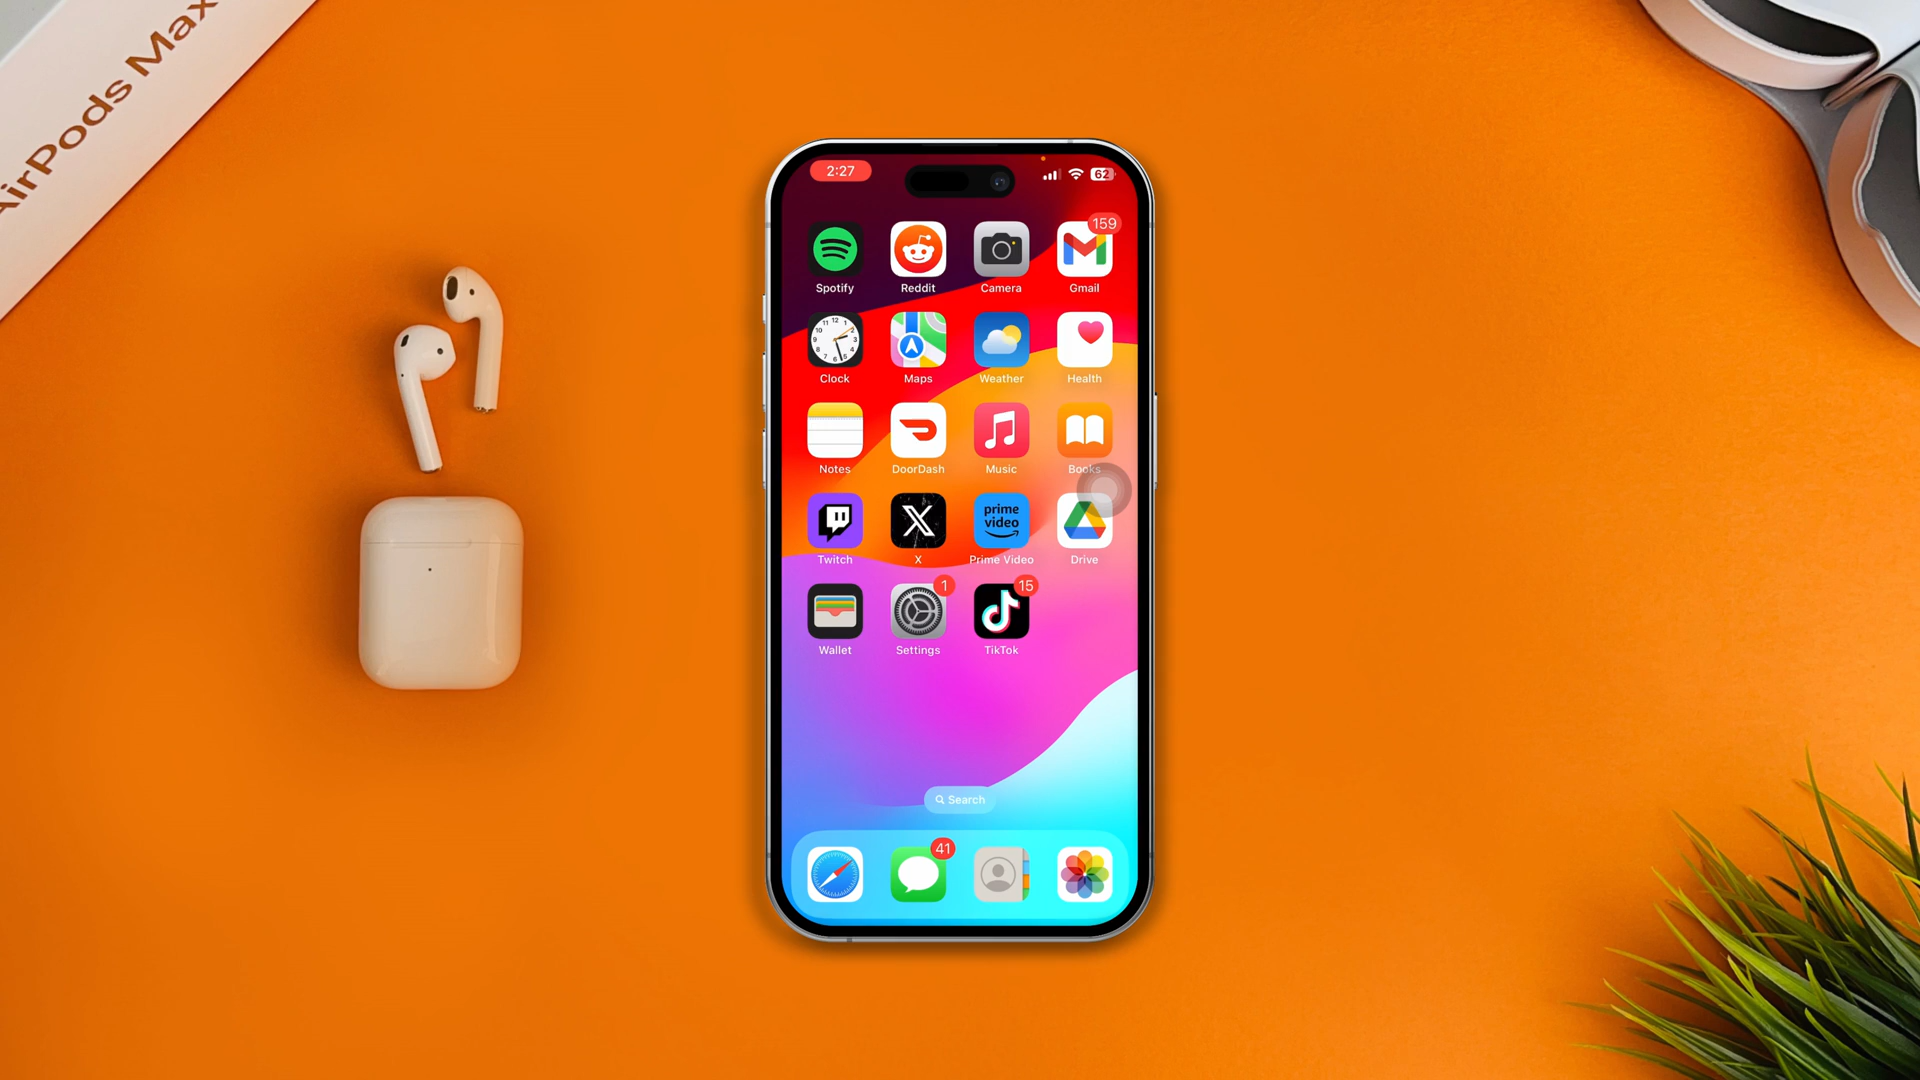 AirPods Max
2:27
62
159
Spotify
Reddit
Camera
Gmail
12
Clock
Maps
Weather
Health
Notes
DoorDash
Music
Books
prime
video
Twitch
X
Prime Video
Drive
1
15
Wallet
Settings
TikTok
Search
41